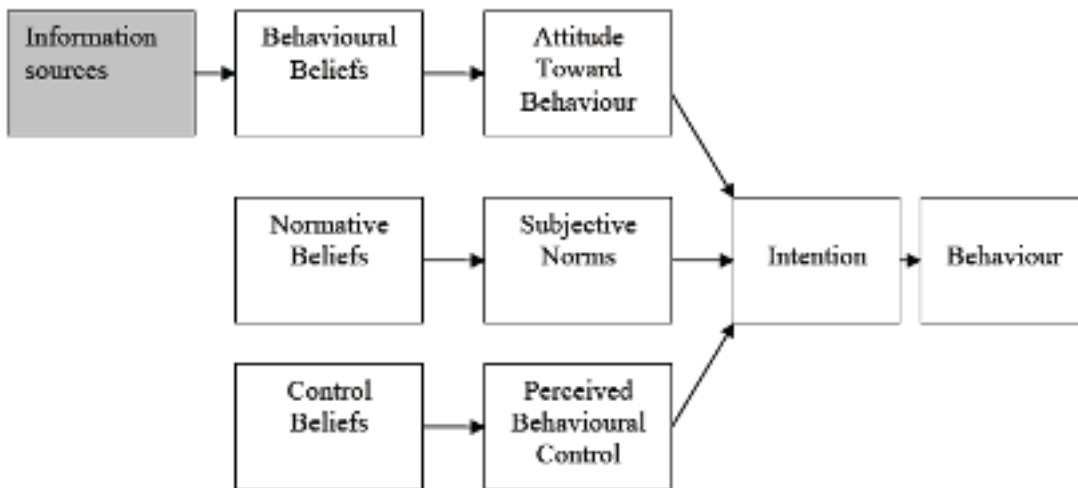 Information
sources
Behavioural
Beliefs
Attitude
Toward
Behaviour
Normative
Beliefs
Subjective
Norms
Intention
Behaviour
Control
Beliefs
Perceived
Behavioural
Control